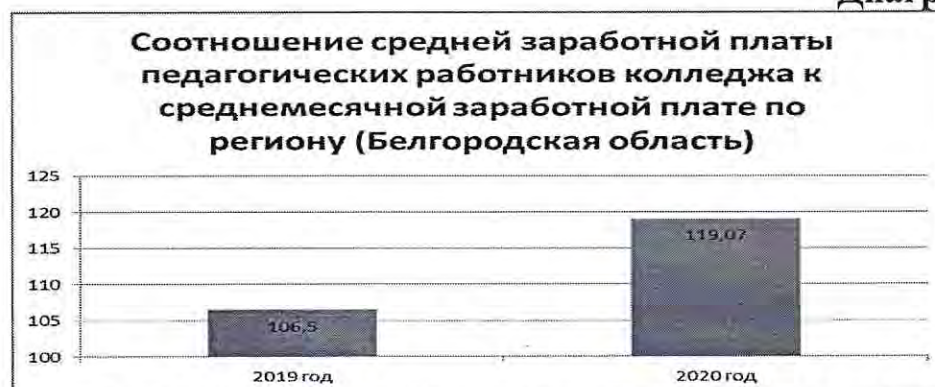 Соотношение средней заработной платы
педагогических работников колледжа к
среднемесячной заработной плате по
региону (Белгородская область)
125
120
115
110
105
100
106,5
119,07
2019 год
2020 год